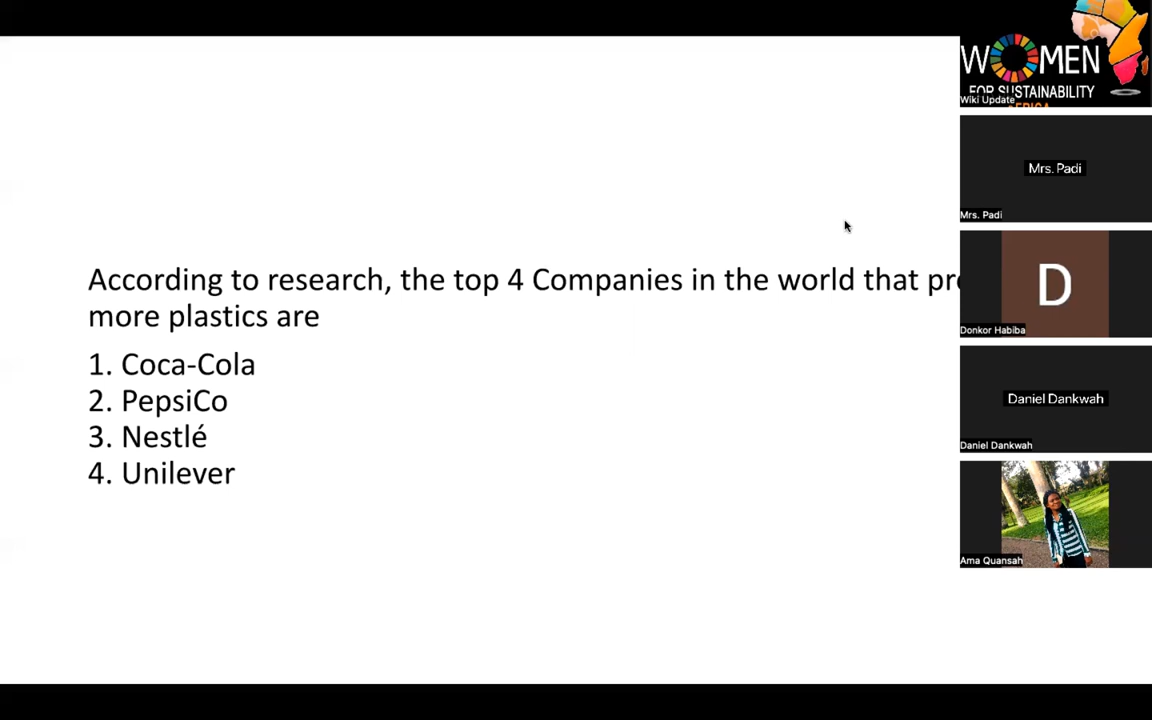 According to research, the top 4 Companies in the world that
more plastics are
1. Coca-Cola
2. PepsiCo
3. Nestlé
4. Unilever
WOMEN
FOR SUSTAINABILITY
AFRICA
Wiki Update
Mrs. Padi
Mrs. Padi
D
Donkor Habiba
Daniel Dankwah
Daniel Dankwah
Ama Quansah